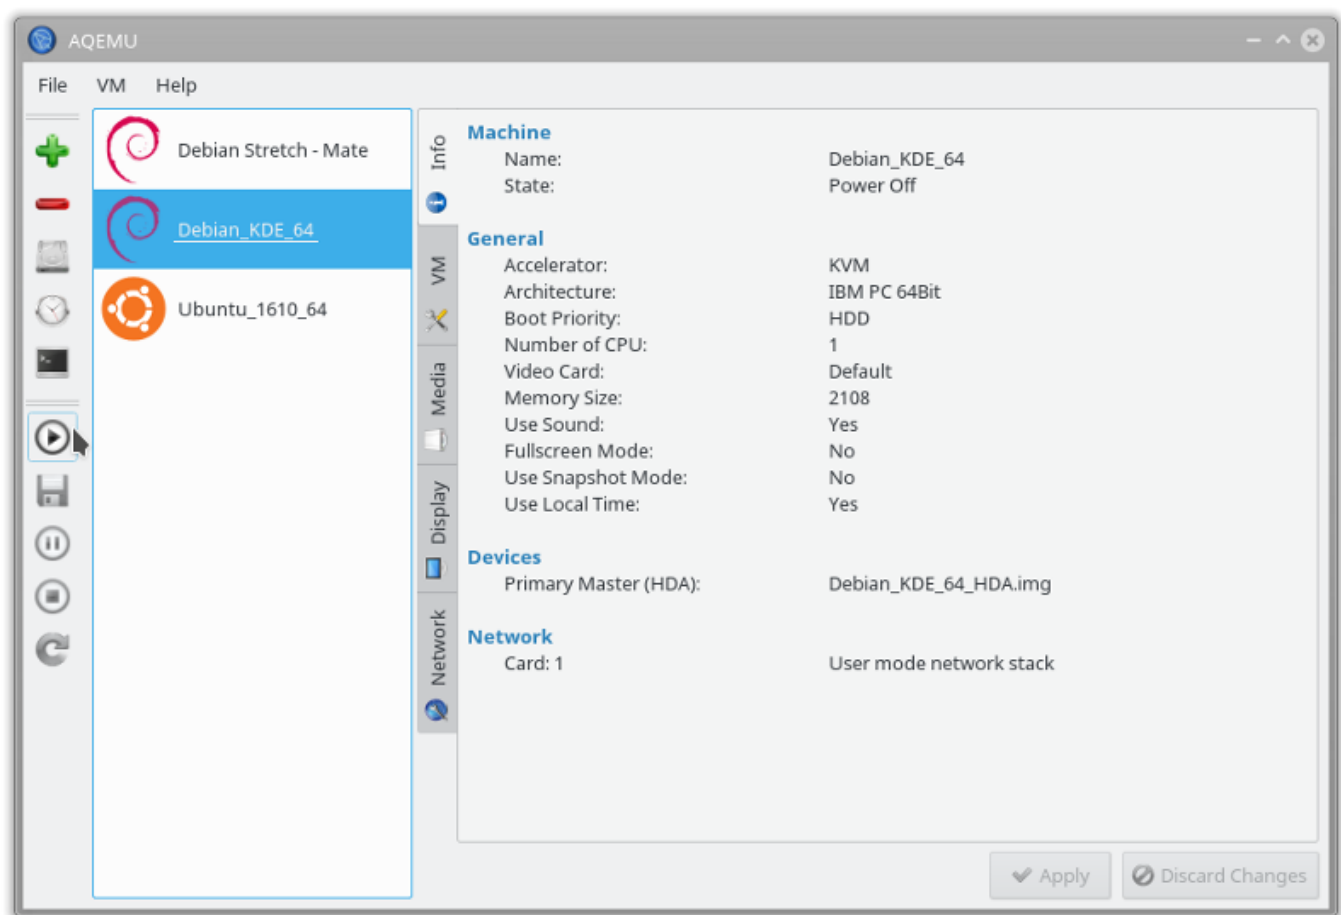 AQEMU
File VM Help
Debian Stretch - Mate
Debian_KDE_64
Ubuntu_1610_64
Info
VM
Media
Display
Network
Machine
Name: Debian_KDE_64
State: Power Off
General
Accelerator: KVM
Architecture: IBM PC 64Bit
Boot Priority: HDD
Number of CPU: 1
Video Card: Default
Memory Size: 2108
Use Sound: Yes
Fullscreen Mode: No
Use Snapshot Mode: No
Use Local Time: Yes
Devices
Primary Master (HDA): Debian_KDE_64_HDA.img
Network
Card: 1 User mode network stack
Apply Discard Changes